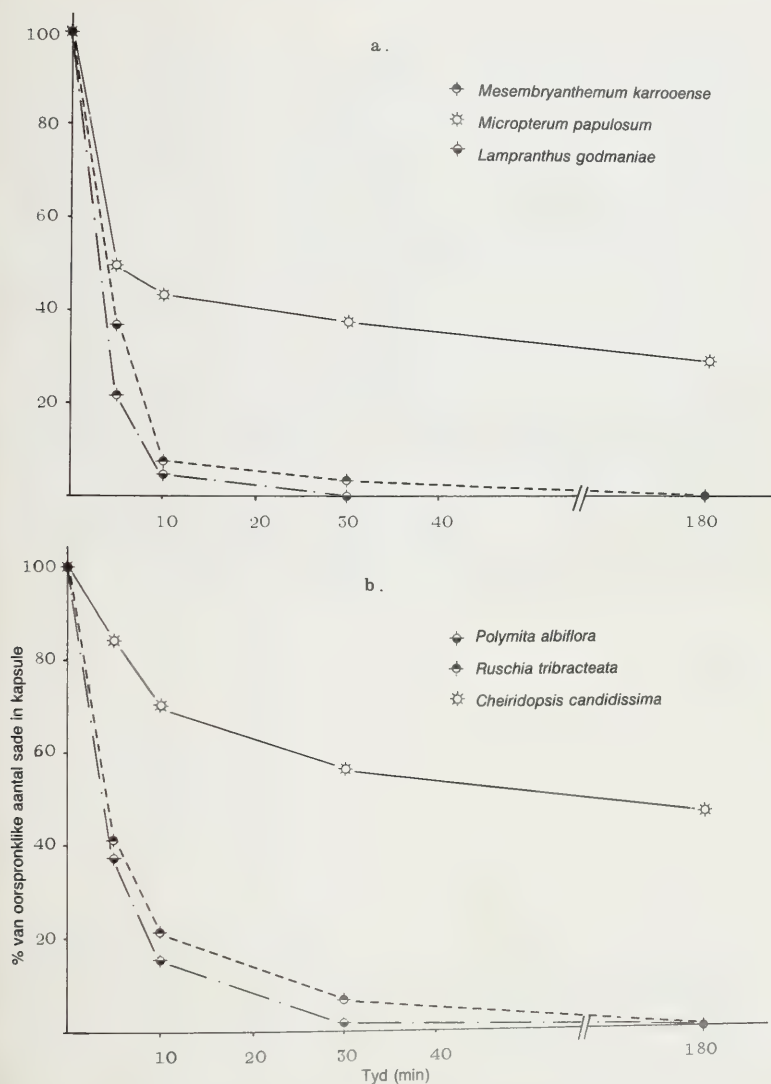 a.
100
80
60
40
20
Mesembryanthemum karrooense
Micropterum papulosum
Lampranthus godmaniae
10
20
30
40
180
b.
% van oorspronklike aantal sade in kapsule
100
80
60
40
20
Polymita albiflora
Ruschia tribracteata
Cheiridopsis candidissima
10
20
30
40
180
Tyd (min)